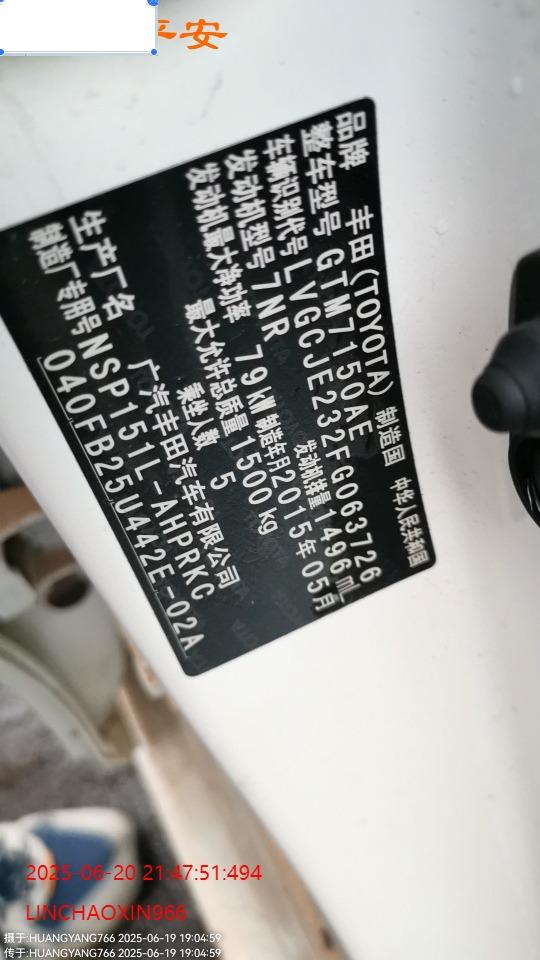 平安
品牌 丰田(TOYOTA) 制造国 中华人民共和国
整车型号 GTM7150AE
车辆识别代号 LVGCJE232FG063726
发动机型号 7NR 发动机排量 1496mL
发动机最大净功率 79kW 制造年月 2015年05月
最大允许总质量 1500kg
乘坐人数 5
生产厂名 广汽丰田汽车有限公司
制造厂专用号 NSP151L-AHPRKC
040FB25U442E-02A
2025-06-20 21:47:51:494
LINCHAOXIN966
摄于:HUANGYANG766 2025-06-19 19:04:59
传于:HUANGYANG766 2025-06-19 19:04:59